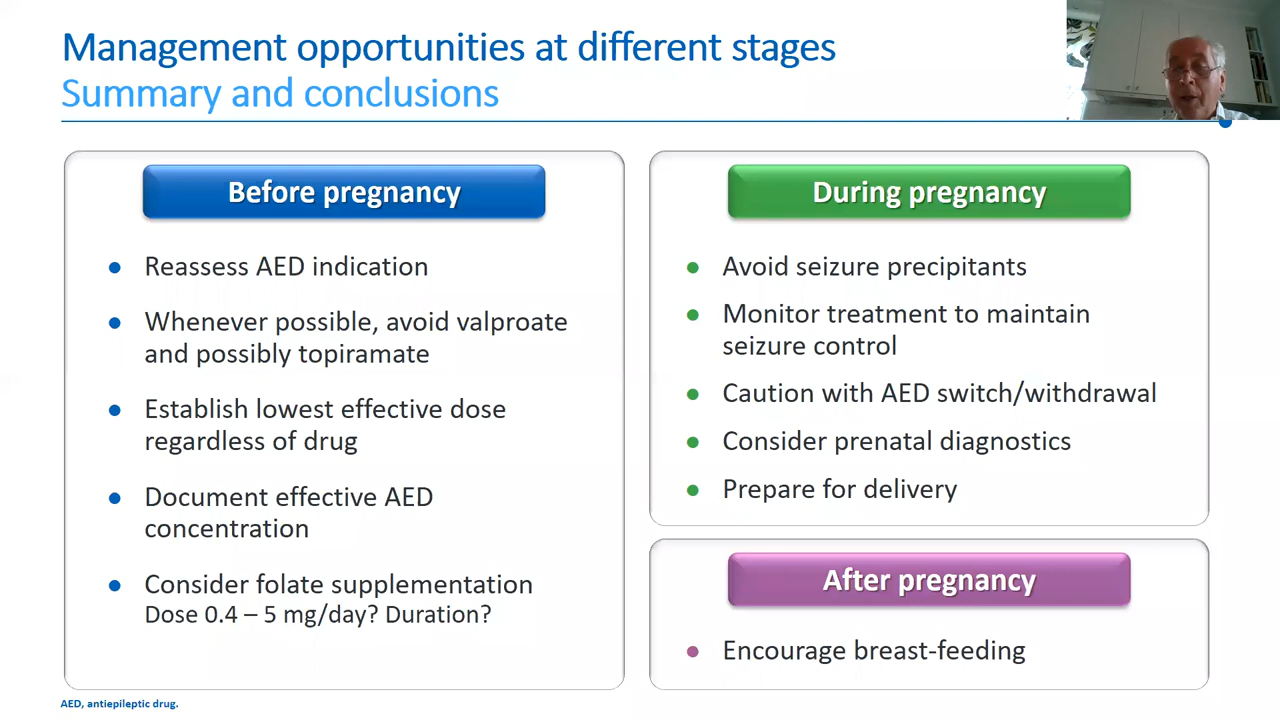 Management opportunities at different stages
Summary and conclusions
Before pregnancy
● Reassess AED indication
● Whenever possible, avoid valproate
and possibly topiramate
● Establish lowest effective dose
regardless of drug
● Document effective AED
concentration
● Consider folate supplementation
Dose 0.4 – 5 mg/day? Duration?
During pregnancy
● Avoid seizure precipitants
● Monitor treatment to maintain
seizure control
● Caution with AED switch/withdrawal
● Consider prenatal diagnostics
● Prepare for delivery
After pregnancy
● Encourage breast-feeding
AED, antiepileptic drug.